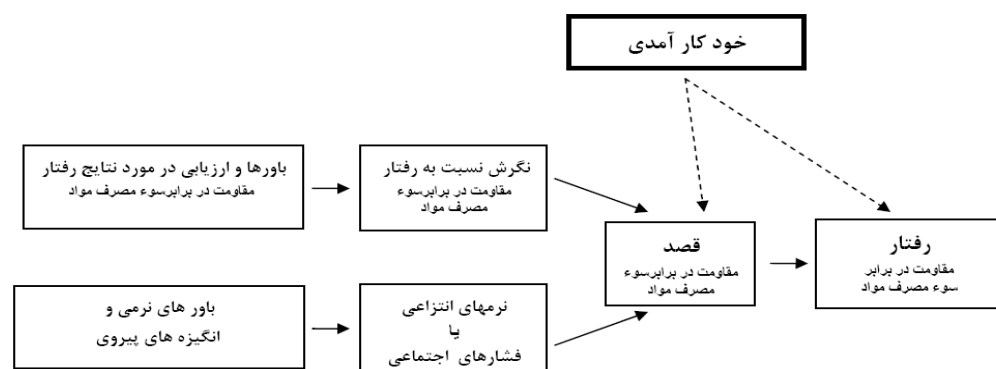 خود کار آمدی
باورها و ارزیابی در مورد نتایج رفتار
مقاومت در برابرسوء مصرف مواد
نگرش نسبت به رفتار
مقاومت در برابرسوء
مصرف مواد
قصد
مقاومت در برابرسوء
مصرف مواد
رفتار
مقاومت در برابر
سوء مصرف مواد
باور های نرمی و
انگیزه های پیروی
نرمهای انتزاعی
یا
فشارهای اجتماعی